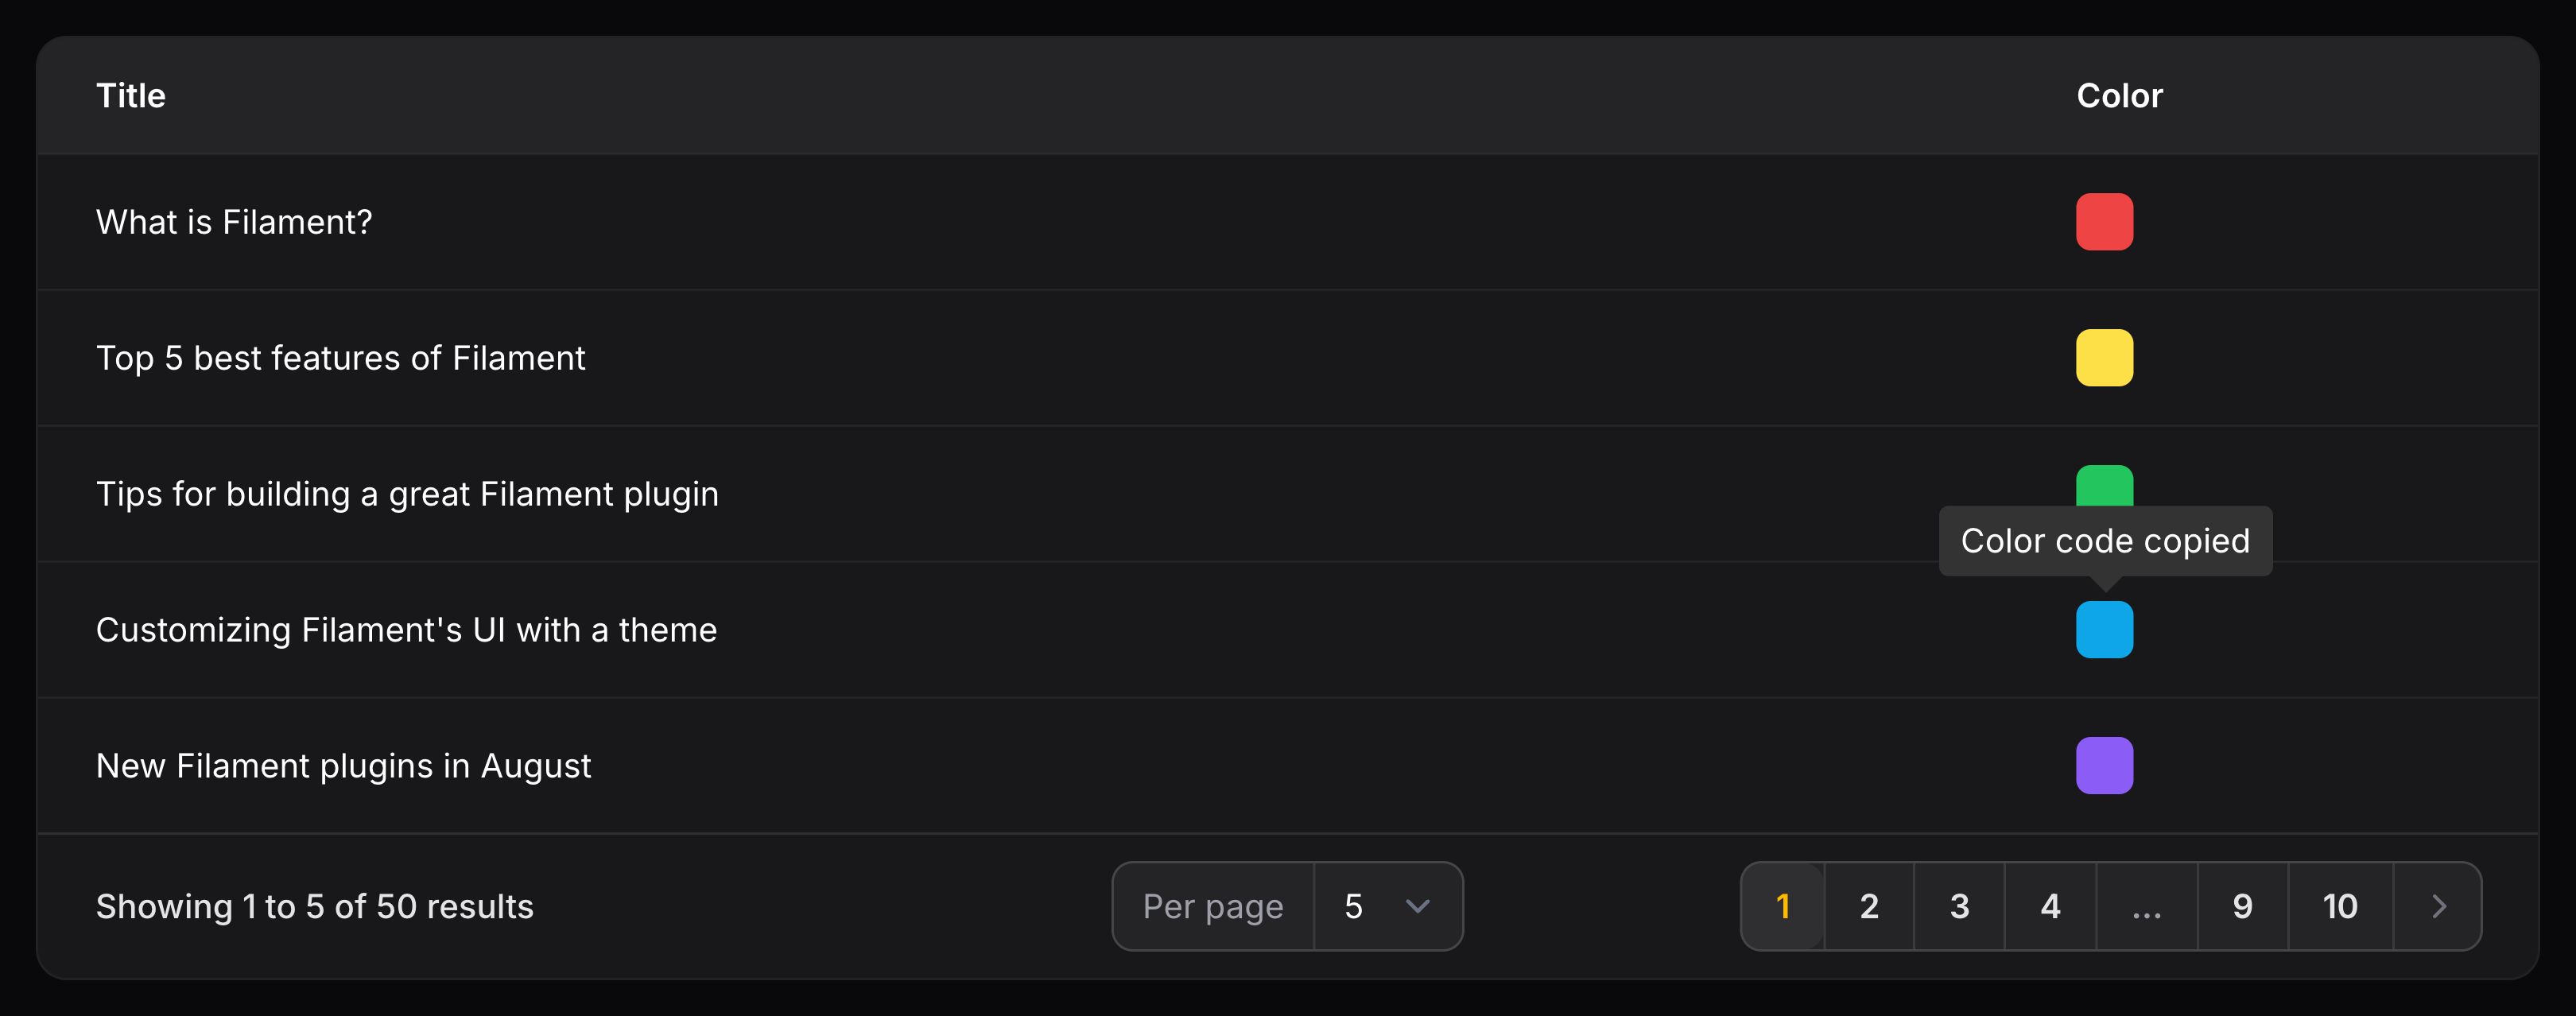 Title Color
What is Filament?
Top 5 best features of Filament
Tips for building a great Filament plugin
Color code copied
Customizing Filament's UI with a theme
New Filament plugins in August
Showing 1 to 5 of 50 results Per page 5 1 2 3 4 ... 9 10